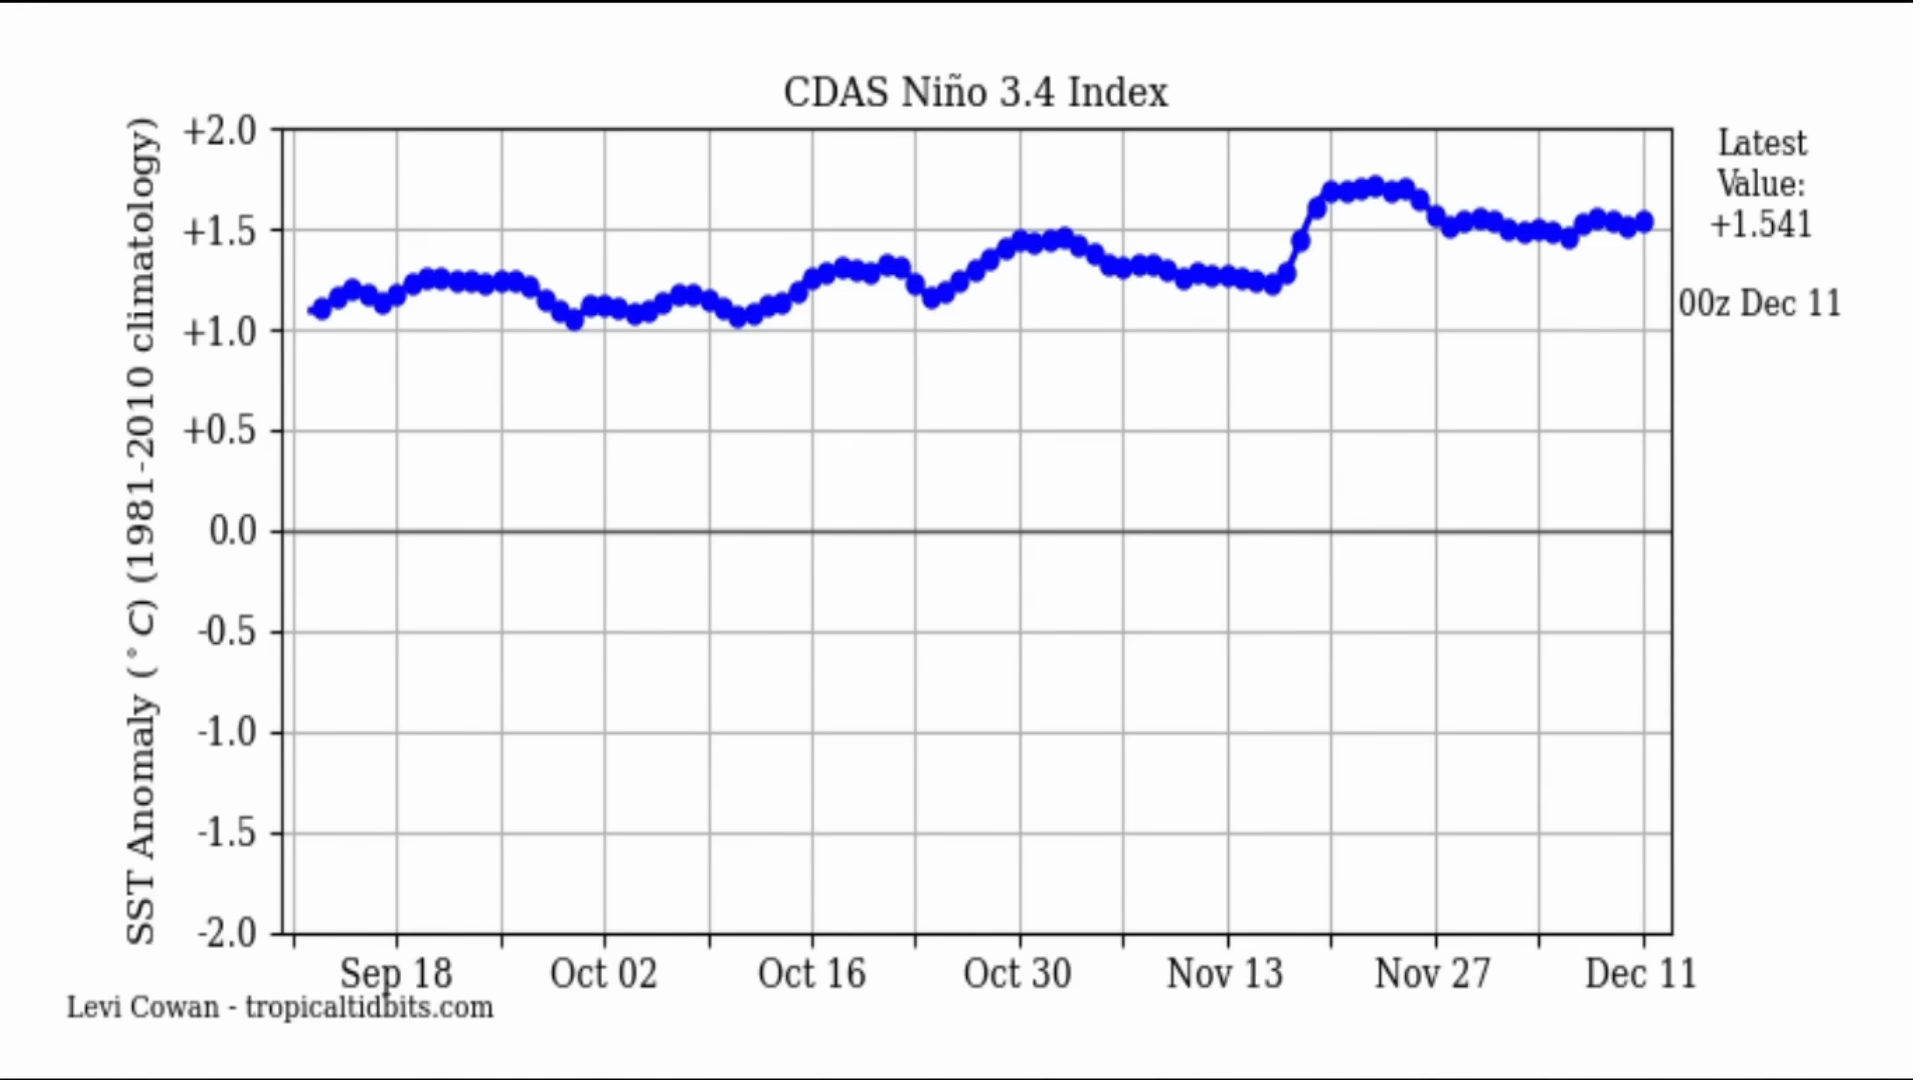 CDAS Niño 3.4 Index
SST Anomaly (°C) (1981-2010 climatology)
+2.0
+1.5
+1.0
+0.5
0.0
-0.5
-1.0
-1.5
-2.0
Latest
Value:
+1.541
00z Dec 11
Sep 18 Oct 02 Oct 16 Oct 30 Nov 13 Nov 27 Dec 11
Levi Cowan - tropicaltidbits.com